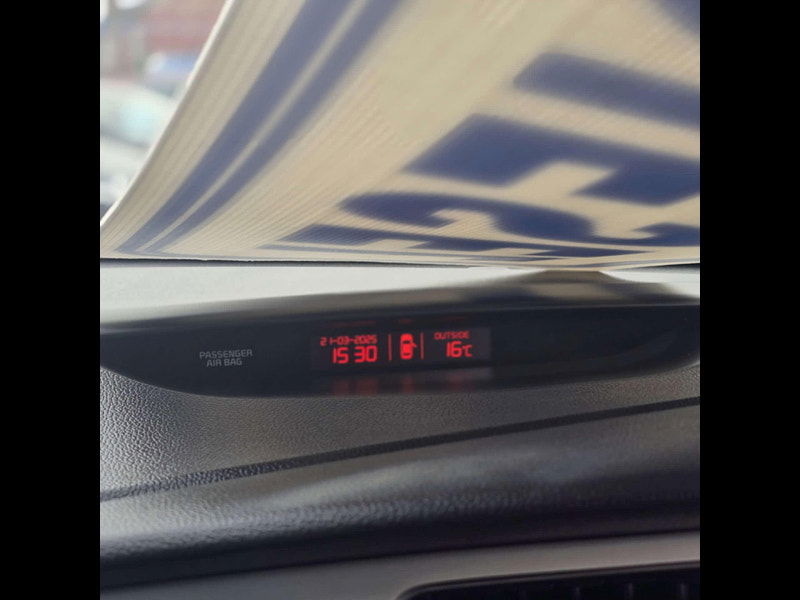 PASSENGER
AIR BAG
21-03-2025
15 30
OUTSIDE
16°C